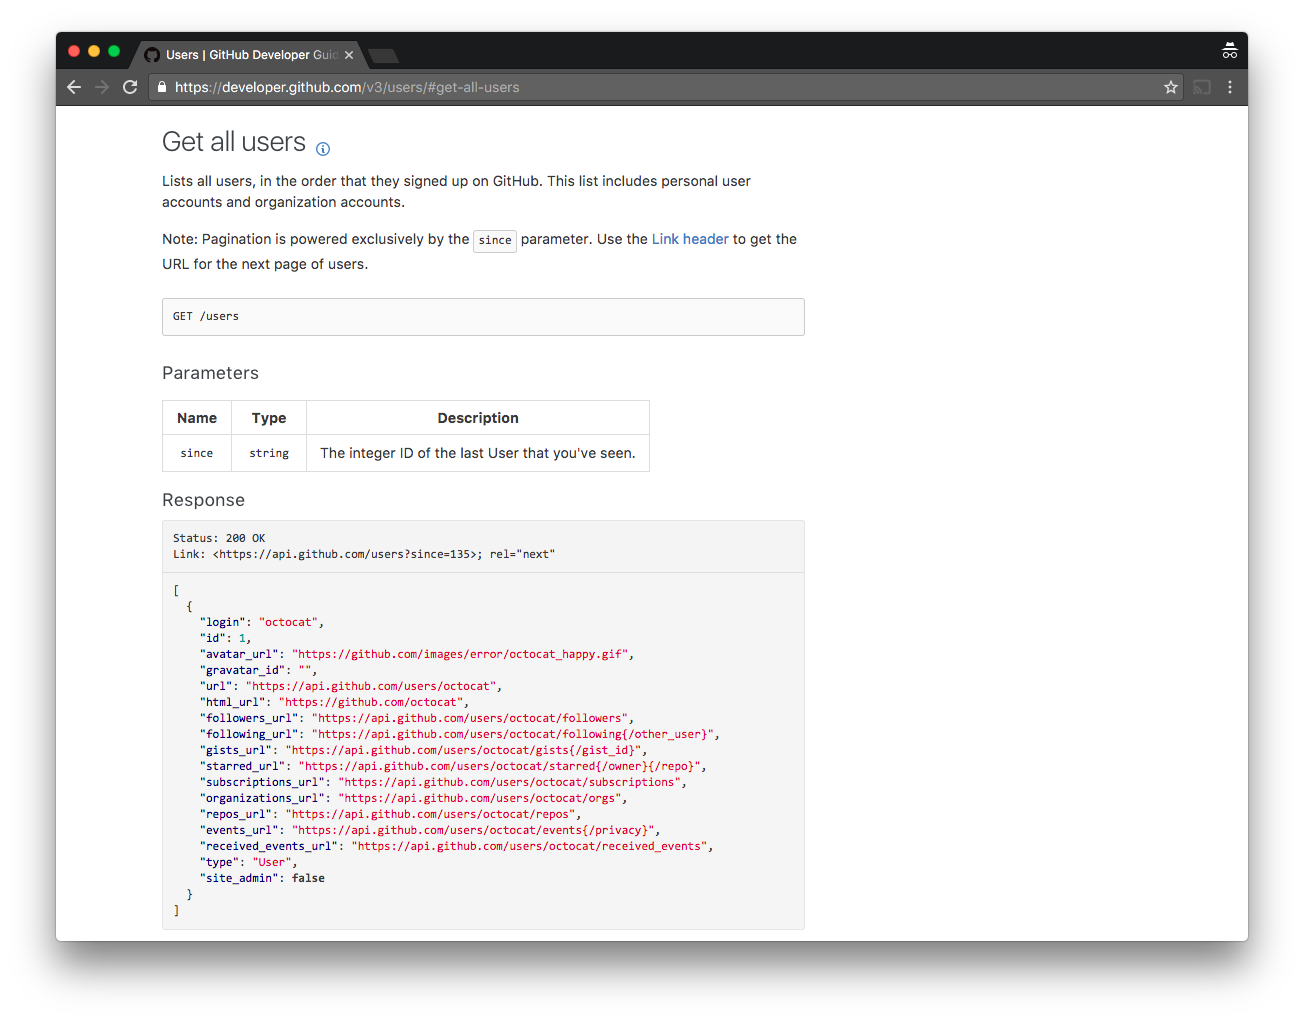 Users | GitHub Developer Guid
https://developer.github.com/v3/users/#get-all-users
Get all users
Lists all users, in the order that they signed up on GitHub. This list includes personal user
accounts and organization accounts.
Note: Pagination is powered exclusively by the since parameter. Use the Link header to get the
URL for the next page of users.
GET /users
Parameters
Name Type Description
since string The integer ID of the last User that you've seen.
Response
Status: 200 OK
Link: <https://api.github.com/users?since=135>; rel="next"
[
  {
    "login": "octocat",
    "id": 1,
    "avatar_url": "https://github.com/images/error/octocat_happy.gif",
    "gravatar_id": "",
    "url": "https://api.github.com/users/octocat",
    "html_url": "https://github.com/octocat",
    "followers_url": "https://api.github.com/users/octocat/followers",
    "following_url": "https://api.github.com/users/octocat/following{/other_user}",
    "gists_url": "https://api.github.com/users/octocat/gists{/gist_id}",
    "starred_url": "https://api.github.com/users/octocat/starred{/owner}{/repo}",
    "subscriptions_url": "https://api.github.com/users/octocat/subscriptions",
    "organizations_url": "https://api.github.com/users/octocat/orgs",
    "repos_url": "https://api.github.com/users/octocat/repos",
    "events_url": "https://api.github.com/users/octocat/events{/privacy}",
    "received_events_url": "https://api.github.com/users/octocat/received_events",
    "type": "User",
    "site_admin": false
  }
]